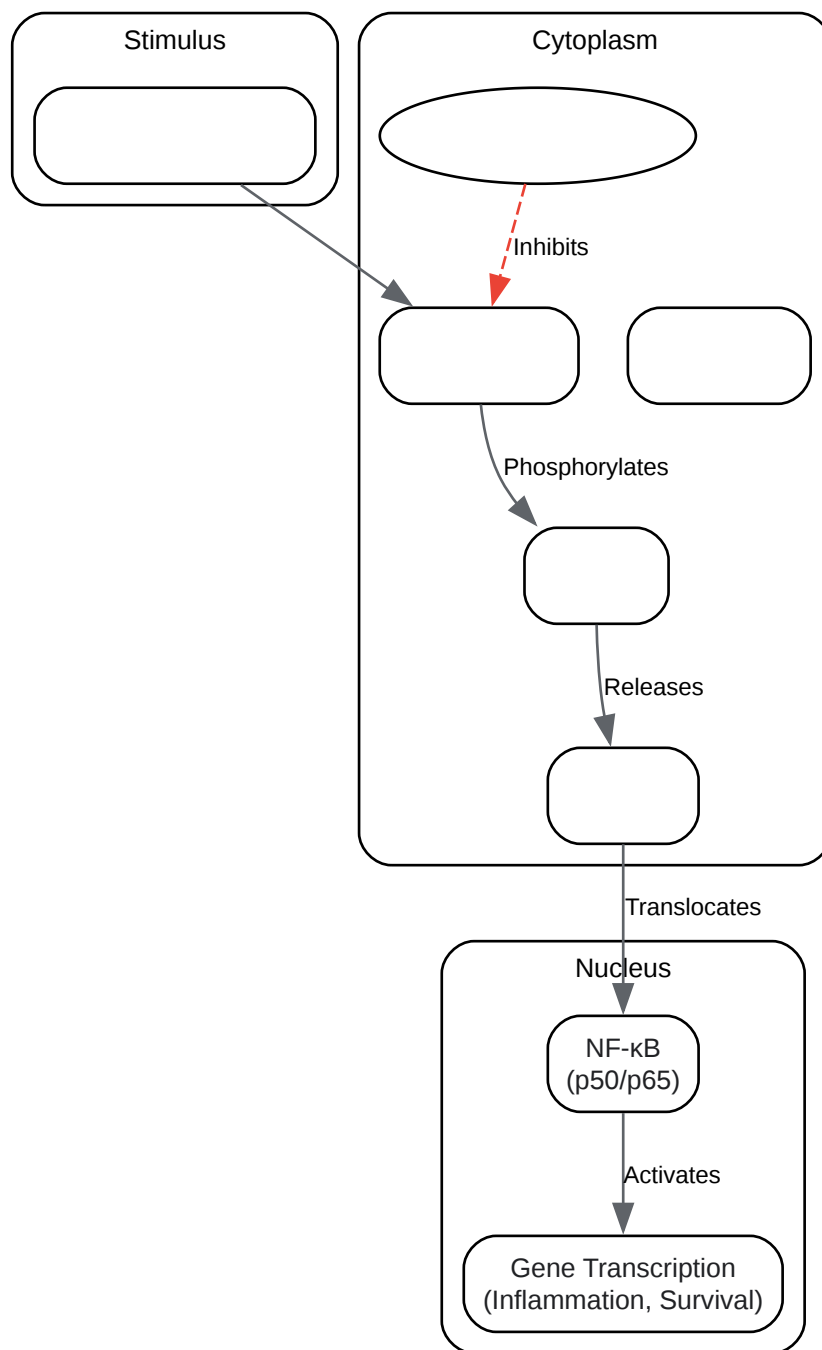 Stimulus
Cytoplasm
Inhibits
Phosphorylates
Releases
Translocates
Nucleus
NF-κB
(p50/p65)
Activates
Gene Transcription
(Inflammation, Survival)